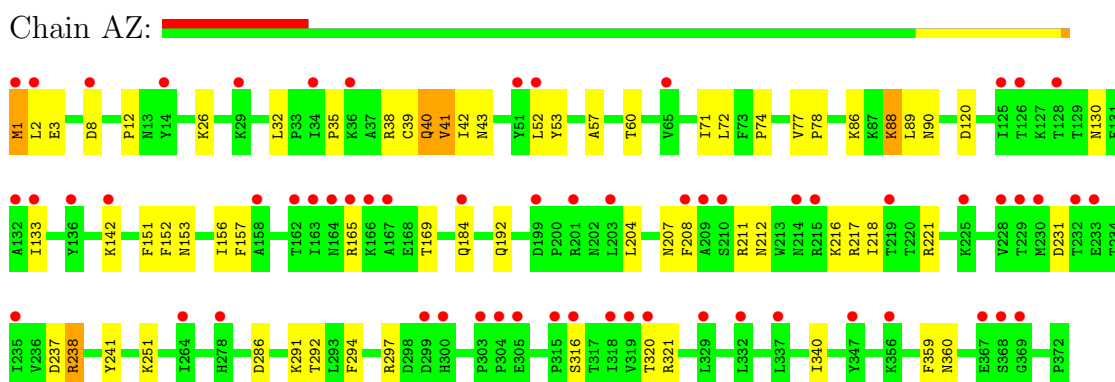 Chain AZ:
M1 L2 E3 D8 P12 N13 Y14 K26 K29 L32 P33 I34 P35 K36 A37 R38 C39 Q40 V41 I42 N43 Y51 L52 Y53 A57 T60 V65 I71 L72 F73 P74 V77 P78 K86 K87 K88 L89 N90 D120 I125 T126 K127 T128 T129 N130 E131
A132 I133 Y136 K142 F151 F152 N153 I156 F157 A158 T162 I163 N164 R165 K166 A167 E168 T169 Q184 Q192 D199 P200 R201 N202 L203 L204 N207 F208 A209 S210 R211 N212 W213 N214 R215 K216 R217 I218 T219 T220 R221 K225 V228 T229 M230 D231 T232 E233 T234
I235 V236 D237 R238 Y241 K251 I264 H278 D286 K291 T292 L293 F294 R297 D298 D299 H300 P303 P304 E305 P315 S316 T317 I318 V319 T320 R321 L329 L332 L337 I340 Y347 K356 F359 N360 E367 S368 G369 P372